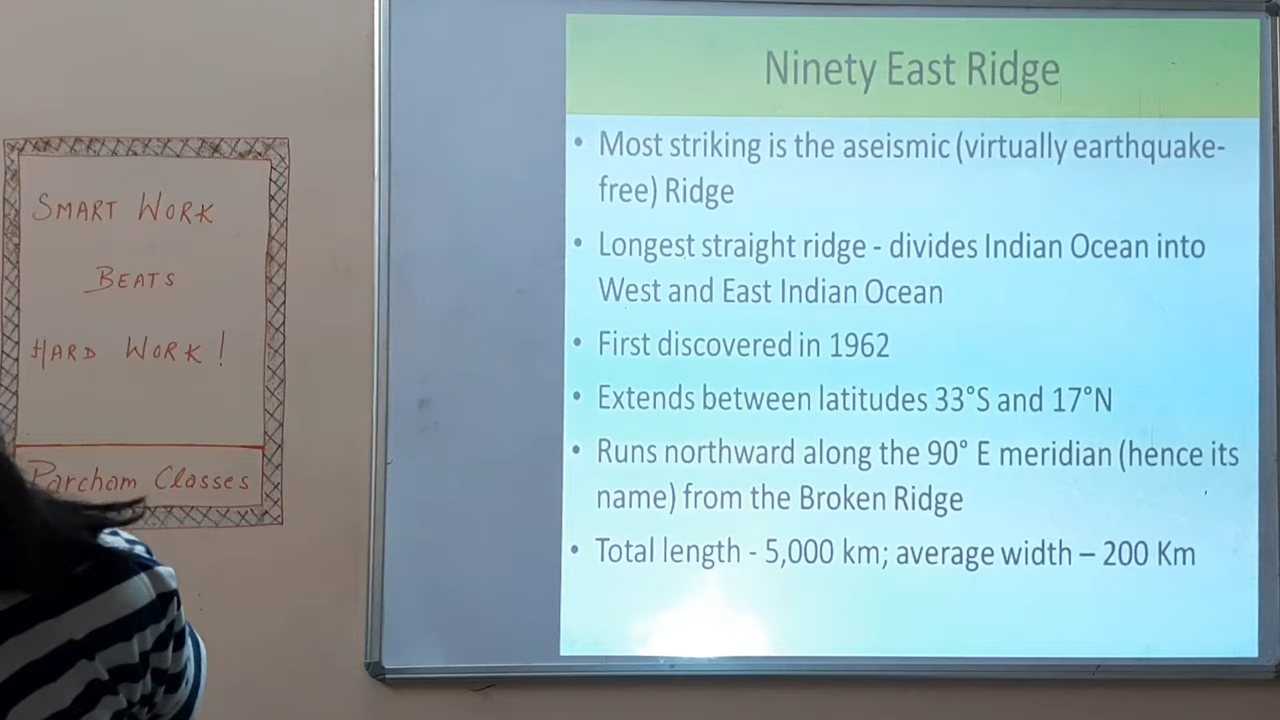 SMART WORK
BEATS
HARD WORK!
Parcham Classes
Ninety East Ridge
• Most striking is the aseismic (virtually earthquake-
free) Ridge
• Longest straight ridge - divides Indian Ocean into
West and East Indian Ocean
• First discovered in 1962
• Extends between latitudes 33°S and 17°N
• Runs northward along the 90° E meridian (hence its
name) from the Broken Ridge
• Total length - 5,000 km; average width – 200 Km